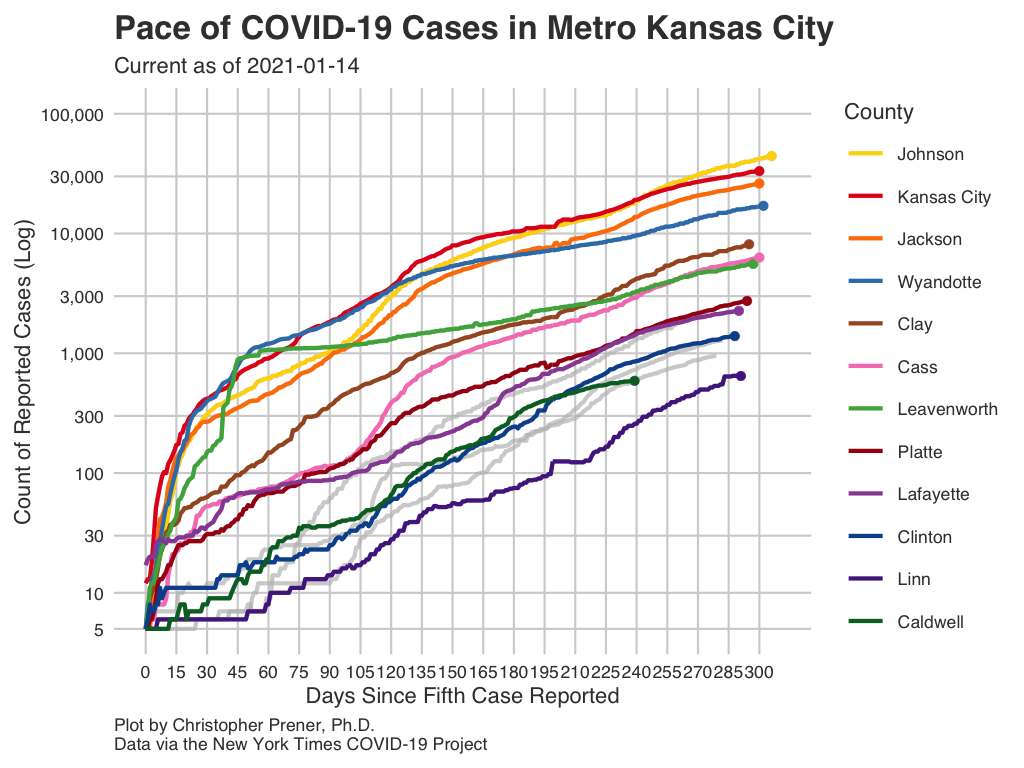 Pace of COVID-19 Cases in Metro Kansas City
Current as of 2021-01-14
Count of Reported Cases (Log)
100,000
30,000
10,000
3,000
1,000
300
100
30
10
5
0 15 30 45 60 75 90 105 120 135 150 165 180 195 210 225 240 255 270 285 300
Days Since Fifth Case Reported
County
Johnson
Kansas City
Jackson
Wyandotte
Clay
Cass
Leavenworth
Platte
Lafayette
Clinton
Linn
Caldwell
Plot by Christopher Prener, Ph.D.
Data via the New York Times COVID-19 Project